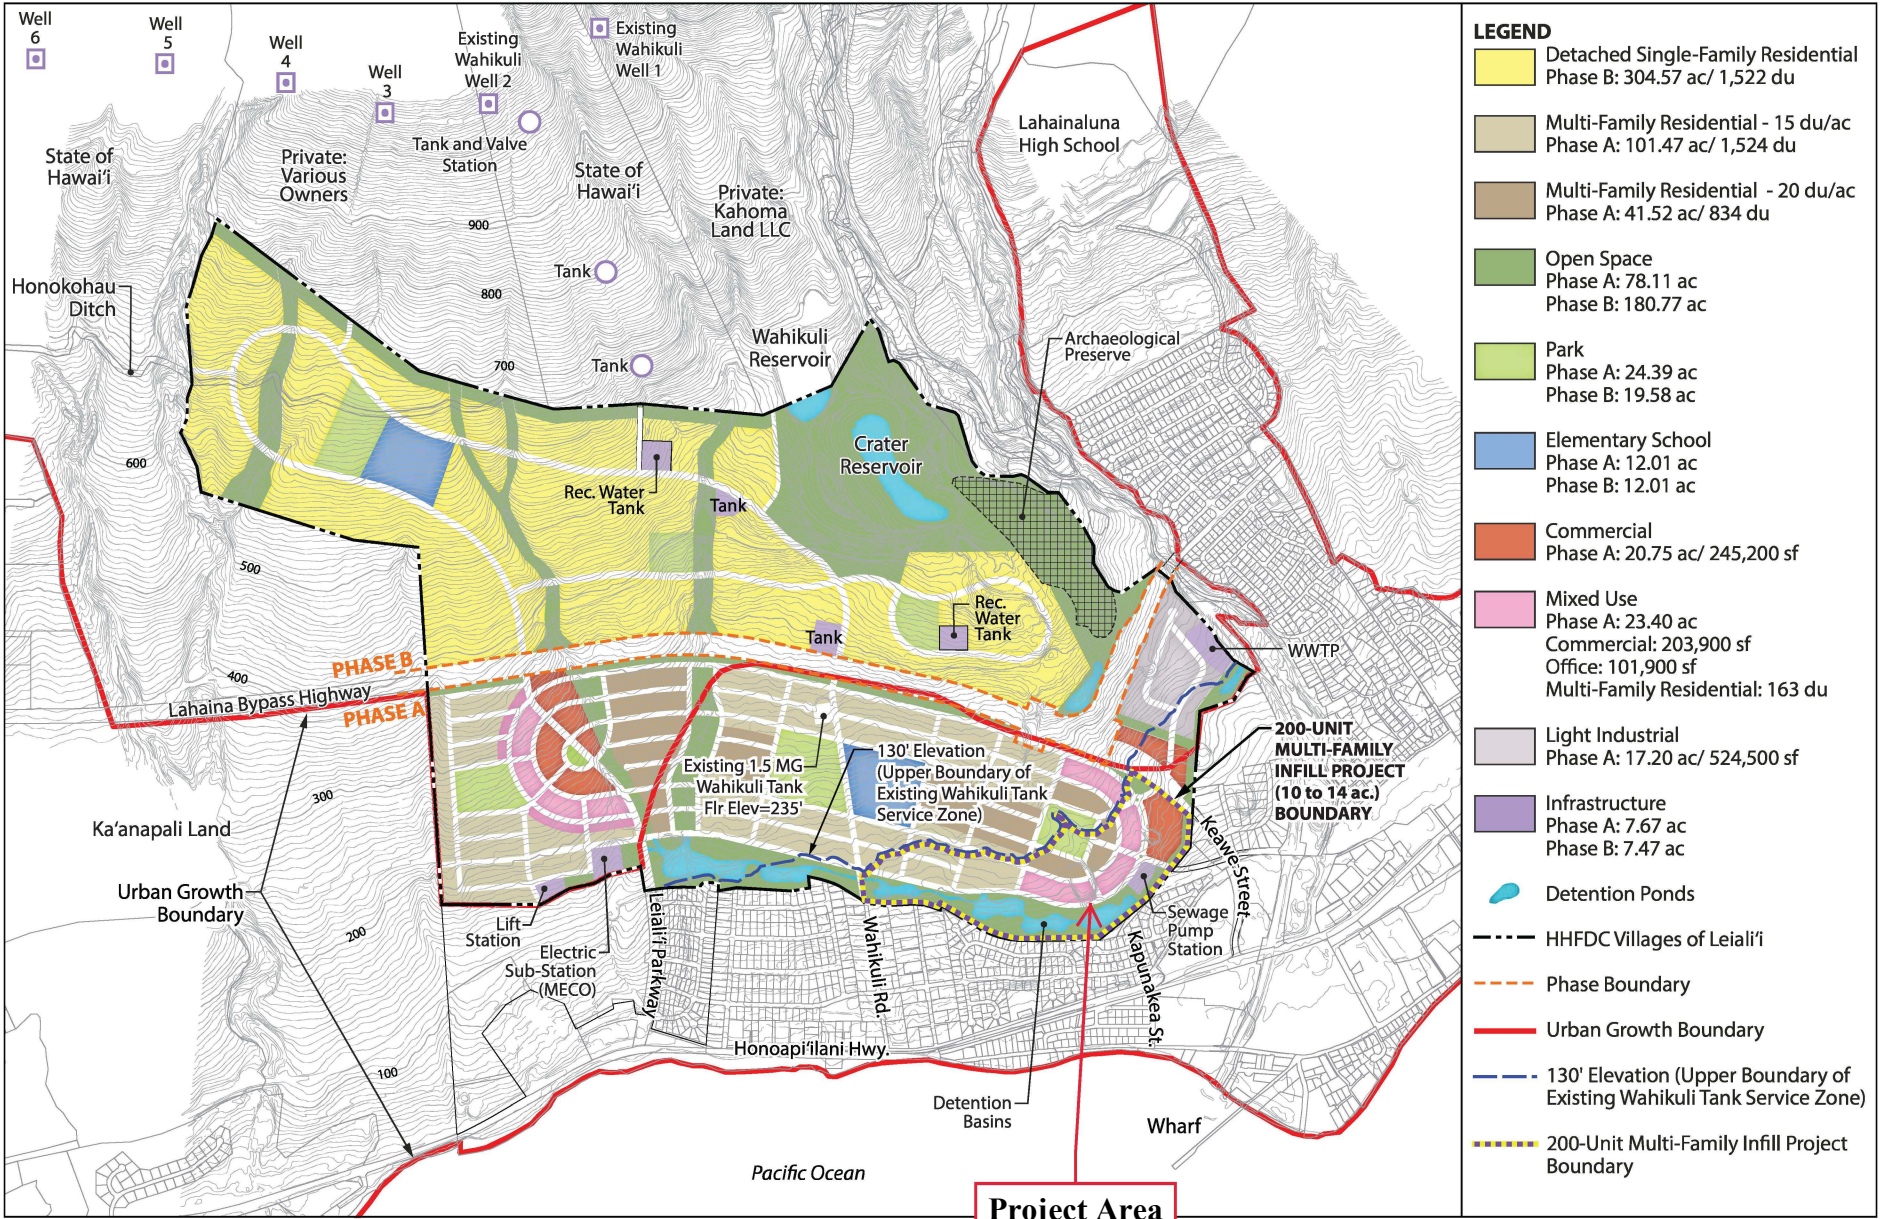 Well
6
Well
5
Well
4
Well
3
Existing
Wahikuli
Well 2
Existing
Wahikuli
Well 1
Tank and Valve
Station
State of
Hawai‘i
Private:
Various
Owners
State of
Hawai‘i
Private:
Kahoma
Land LLC
Lahainaluna
High School
900
800
700
600
500
400
300
200
100
Tank
Tank
Honokohau
Ditch
Wahikuli
Reservoir
Archaeological
Preserve
Crater
Reservoir
Rec. Water
Tank
Tank
Rec.
Water
Tank
Tank
WWTP
PHASE B
Lahaina Bypass Highway
PHASE A
200-UNIT
MULTI-FAMILY
INFILL PROJECT
(10 to 14 ac.)
BOUNDARY
Existing 1.5 MG
Wahikuli Tank
Flr Elev=235'
130' Elevation
(Upper Boundary of
Existing Wahikuli Tank
Service Zone)
Ka‘anapali Land
Urban Growth
Boundary
Lift
Station
Electric
Sub-Station
(MECO)
Leiali‘i Parkway
Wahikuli Rd.
Kapunakea St.
Keawe Street
Sewage
Pump
Station
Honoapi‘ilani Hwy.
Detention
Basins
Wharf
Pacific Ocean
Project Area
LEGEND
Detached Single-Family Residential
Phase B: 304.57 ac/ 1,522 du
Multi-Family Residential - 15 du/ac
Phase A: 101.47 ac/ 1,524 du
Multi-Family Residential - 20 du/ac
Phase A: 41.52 ac/ 834 du
Open Space
Phase A: 78.11 ac
Phase B: 180.77 ac
Park
Phase A: 24.39 ac
Phase B: 19.58 ac
Elementary School
Phase A: 12.01 ac
Phase B: 12.01 ac
Commercial
Phase A: 20.75 ac/ 245,200 sf
Mixed Use
Phase A: 23.40 ac
Commercial: 203,900 sf
Office: 101,900 sf
Multi-Family Residential: 163 du
Light Industrial
Phase A: 17.20 ac/ 524,500 sf
Infrastructure
Phase A: 7.67 ac
Phase B: 7.47 ac
Detention Ponds
HHFDC Villages of Leiali‘i
Phase Boundary
Urban Growth Boundary
130' Elevation (Upper Boundary of
Existing Wahikuli Tank Service Zone)
200-Unit Multi-Family Infill Project
Boundary